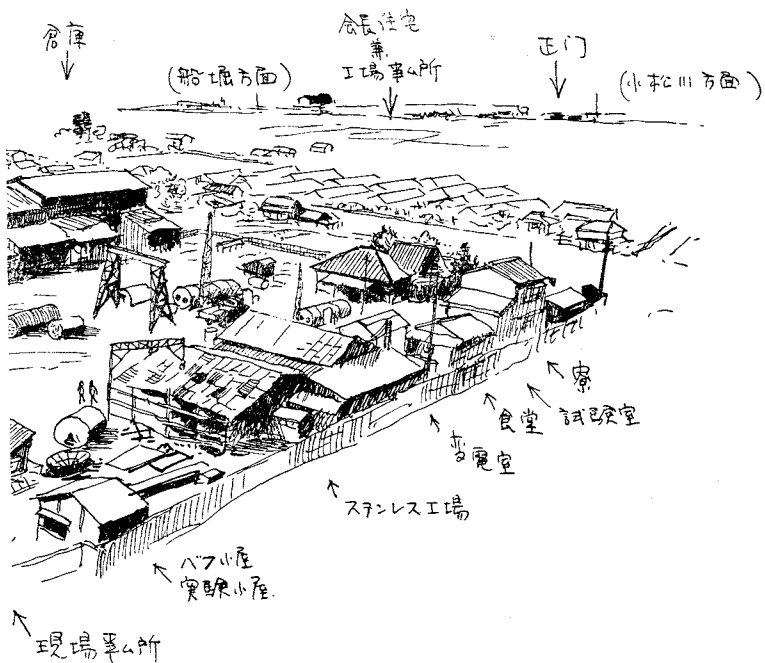 倉庫
(船堀方面)
会長住宅
兼
工場事ム所
正门
(小松川方面)
寮
試験室
食堂
変電室
ステンレス工場
バフ小屋
実験小屋
現場事ム所